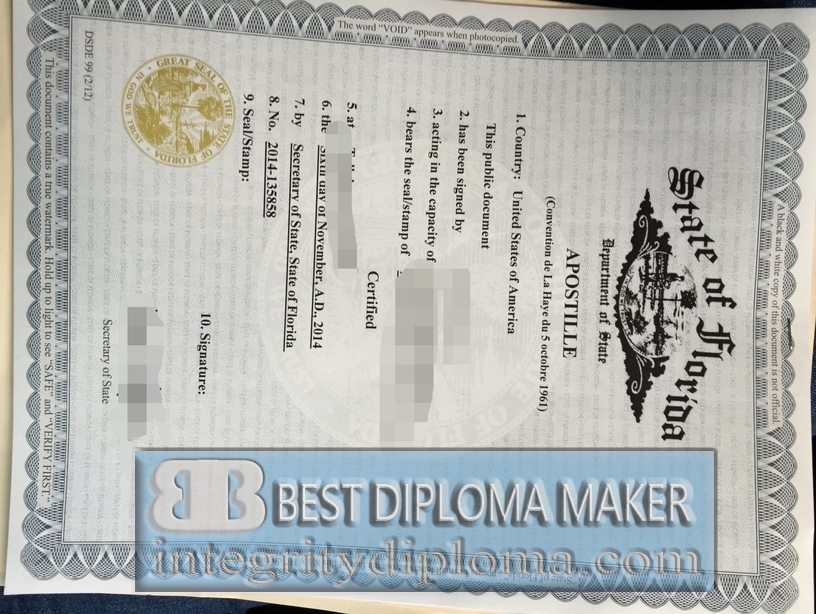 The word "VOID" appears when photocopied.
A black and white copy of this document is not official.
State of Florida
Department of State
APOSTILLE
(Convention de La Haye du 5 octobre 1961)
1. Country: United States of America
This public document
2. has been signed by
3. acting in the capacity of
4. bears the seal/stamp of
Certified
5. at
6. the sixth day of November, A.D., 2014
7. by Secretary of State, State of Florida
8. No. 2014-135858
9. Seal/Stamp:
10. Signature:
GREAT SEAL OF THE STATE OF FLORIDA
IN GOD WE TRUST
Secretary of State
DSDE 99 (2/12)
This document contains a true watermark. Hold up to light to see "SAFE" and "VERIFY FIRST."
BB BEST DIPLOMA MAKER
integritydiploma.com